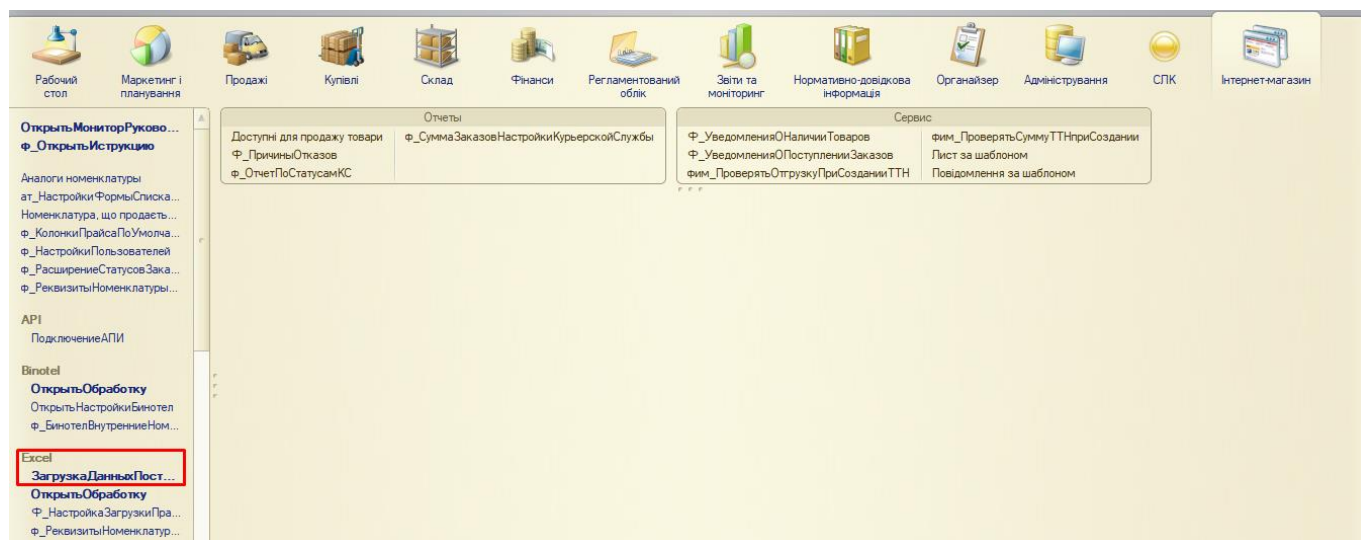 Рабочий стол
Маркетинг і планування
Продажі
Купівлі
Склад
Фінанси
Регламентований облік
Звіти та моніторинг
Нормативно-довідкова інформація
Органайзер
Адміністрування
СПК
Інтернет-магазин
ОткрытьМониторРуково...
ф_ОткрытьИнструкцию
Аналоги номенклатуры
ат_НастройкиФормыСписка...
Номенклатура, що продаєть...
ф_КолонкиПрайсаПоУмолча...
ф_НастройкиПользователей
ф_РасширениеСтатусовЗака...
ф_РеквизитыНоменклатуры...
API
ПодключениеАПИ
Binotel
ОткрытьОбработку
ОткрытьНастройкиБинотел
ф_БинотелВнутренниеНом...
Excel
ЗагрузкаДанныхПост...
ОткрытьОбработку
Ф_НастройкаЗагрузкиПра...
ф_РеквизитыНоменклатур...
Отчеты
Доступні для продажу товари
Ф_ПричиныОтказов
ф_ОтчетПоСтатусамКС
ф_СуммаЗаказовНастройкиКурьерскойСлужбы
Сервис
Ф_УведомленияОНаличииТоваров
Ф_УведомленияОПоступленииЗаказов
фим_ПроверятьОтгрузкуПриСозданииТТН
фим_ПроверятьСуммуТТНприСоздании
Лист за шаблоном
Повідомлення за шаблоном